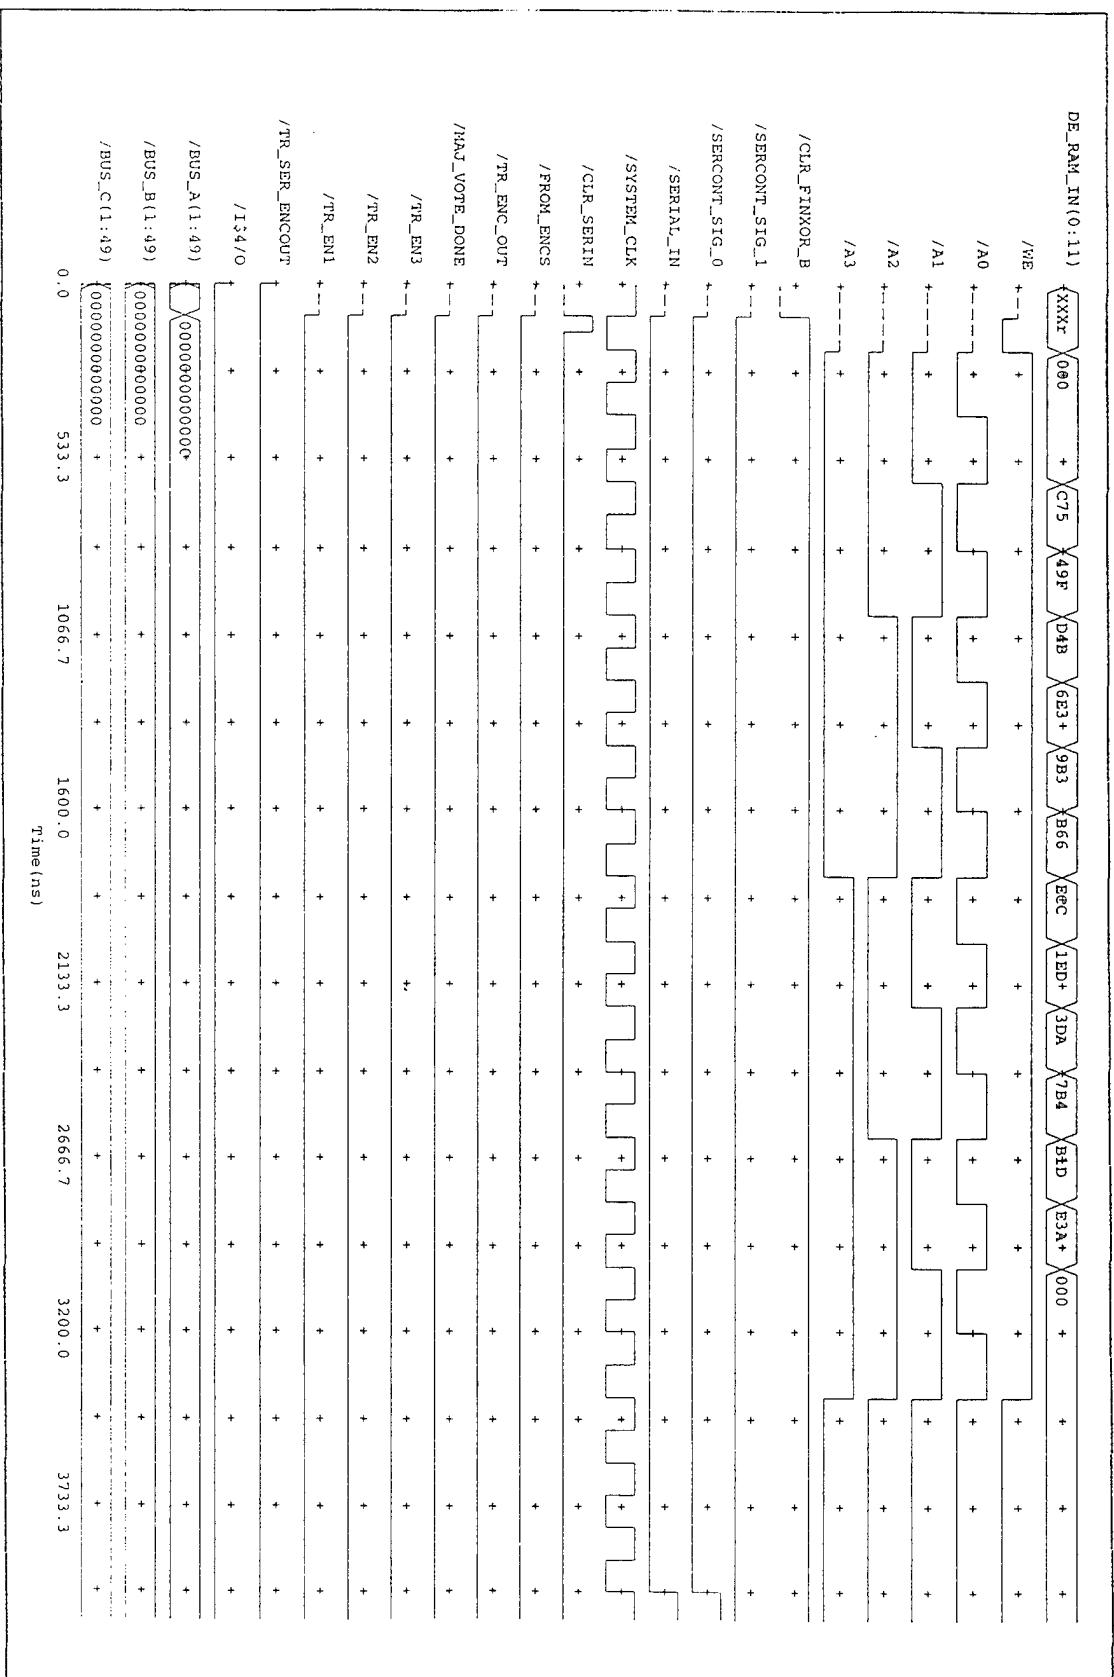 DE_RAM_IN(0:11) XXXr 000 C75 49F D4B 6E3 9B3 B66 E0C 1ED 3DA 7B4 B1D E3A 000
/WE
/A0
/A1
/A2
/A3
/CLR_FINXOR_B
/SERCONT_SIG_1
/SERCONT_SIG_0
/SERIAL_IN
/SYSTEM_CLK
/CLR_SERIN
/FROM_ENCS
/TR_ENC_OUT
/MAJ_VOTE_DONE
/TR_EN3
/TR_EN2
/TR_EN1
/TR_SER_ENCOUT
/I$4/O
/BUS_A(1:49) 0000000000000
/BUS_B(1:49) 0000000000000
/BUS_C(1:49) 0000000000000
0.0 533.3 1066.7 1600.0 2133.3 2666.7 3200.0 3733.3
Time(ns)